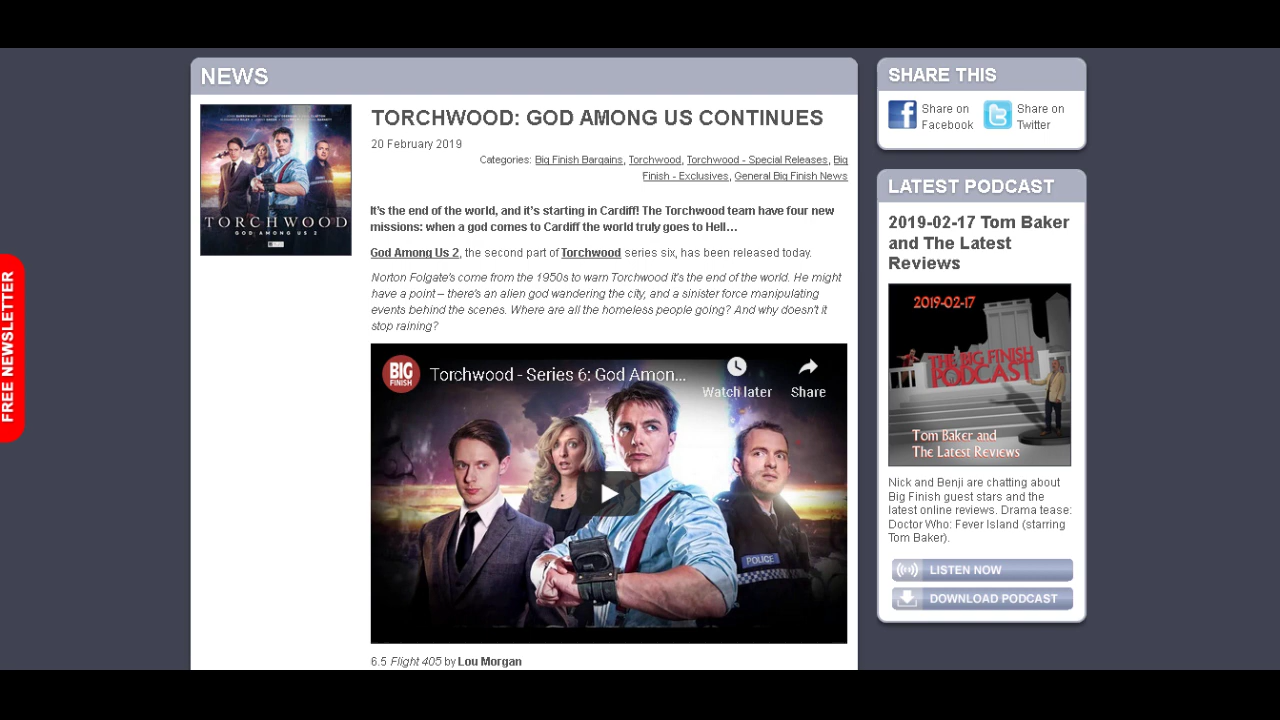 NEWS
TORCHWOOD
GOD AMONG US 2
TORCHWOOD: GOD AMONG US CONTINUES
20 February 2019
Categories: Big Finish Bargains, Torchwood, Torchwood - Special Releases, Big
Finish - Exclusives, General Big Finish News
It's the end of the world, and it's starting in Cardiff! The Torchwood team have four new
missions: when a god comes to Cardiff the world truly goes to Hell…
God Among Us 2, the second part of Torchwood series six, has been released today.
Norton Folgate's come from the 1950s to warn Torchwood it's the end of the world. He might
have a point – there's an alien god wandering the city, and a sinister force manipulating
events behind the scenes. Where are all the homeless people going? And why doesn't it
stop raining?
BIG
FINISH
Torchwood - Series 6: God Amon...
Watch later
Share
POLICE
6.5 Flight 405 by Lou Morgan
SHARE THIS
Share on
Facebook
Share on
Twitter
LATEST PODCAST
2019-02-17 Tom Baker
and The Latest
Reviews
2019-02-17
THE BIG FINISH
PODCAST
Tom Baker and
The Latest Reviews
Nick and Benji are chatting about
Big Finish guest stars and the
latest online reviews. Drama tease:
Doctor Who: Fever Island (starring
Tom Baker).
LISTEN NOW
DOWNLOAD PODCAST
FREE NEWSLETTER